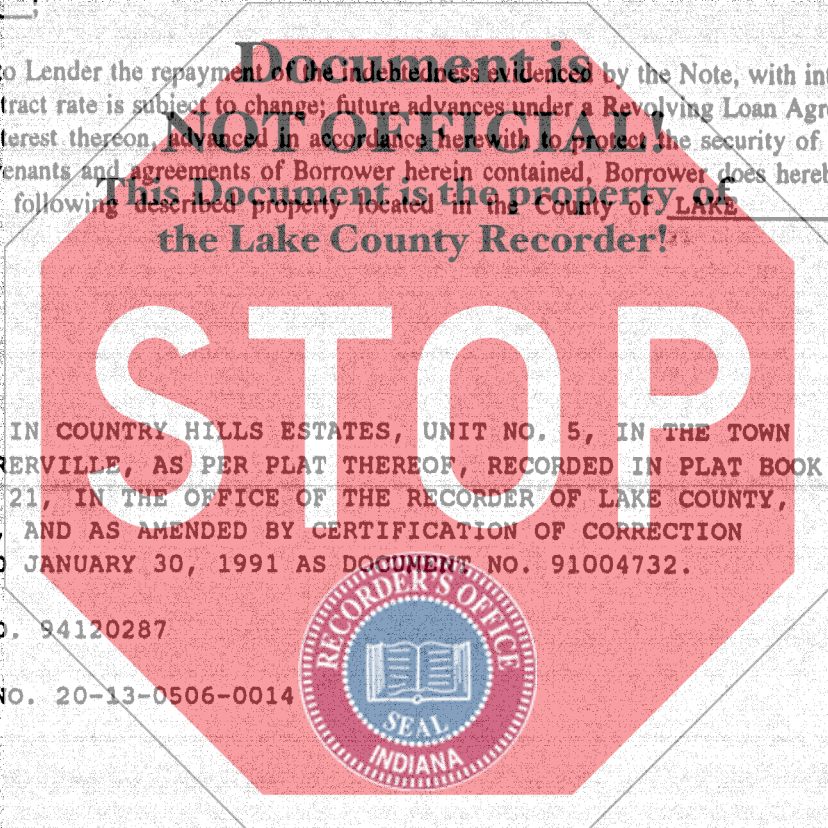 Document is
o Lender the repayment of the indebtedness evidenced by the Note, with int
tract rate is subject to change; future advances under a Revolving Loan Agr
NOT OFFICIAL!
terest thereon, advanced in accordance herewith to protect the security of
enants and agreements of Borrower herein contained, Borrower does hereb
This Document is the property of
following described property located in the County of LAKE
the Lake County Recorder!
STOP
IN COUNTRY HILLS ESTATES, UNIT NO. 5, IN THE TOWN
RERVILLE, AS PER PLAT THEREOF, RECORDED IN PLAT BOOK
21, IN THE OFFICE OF THE RECORDER OF LAKE COUNTY,
, AND AS AMENDED BY CERTIFICATION OF CORRECTION
D JANUARY 30, 1991 AS DOCUMENT NO. 91004732.
O. 94120287
NO. 20-13-0506-0014
RECORDER'S OFFICE
SEAL
INDIANA